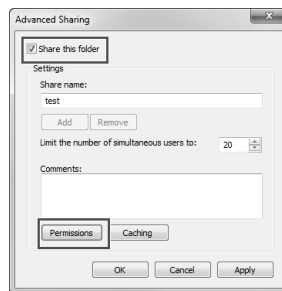 Advanced Sharing
Share this folder
Settings
Share name:
test
Add Remove
Limit the number of simultaneous users to: 20
Comments:
Permissions Caching
OK Cancel Apply